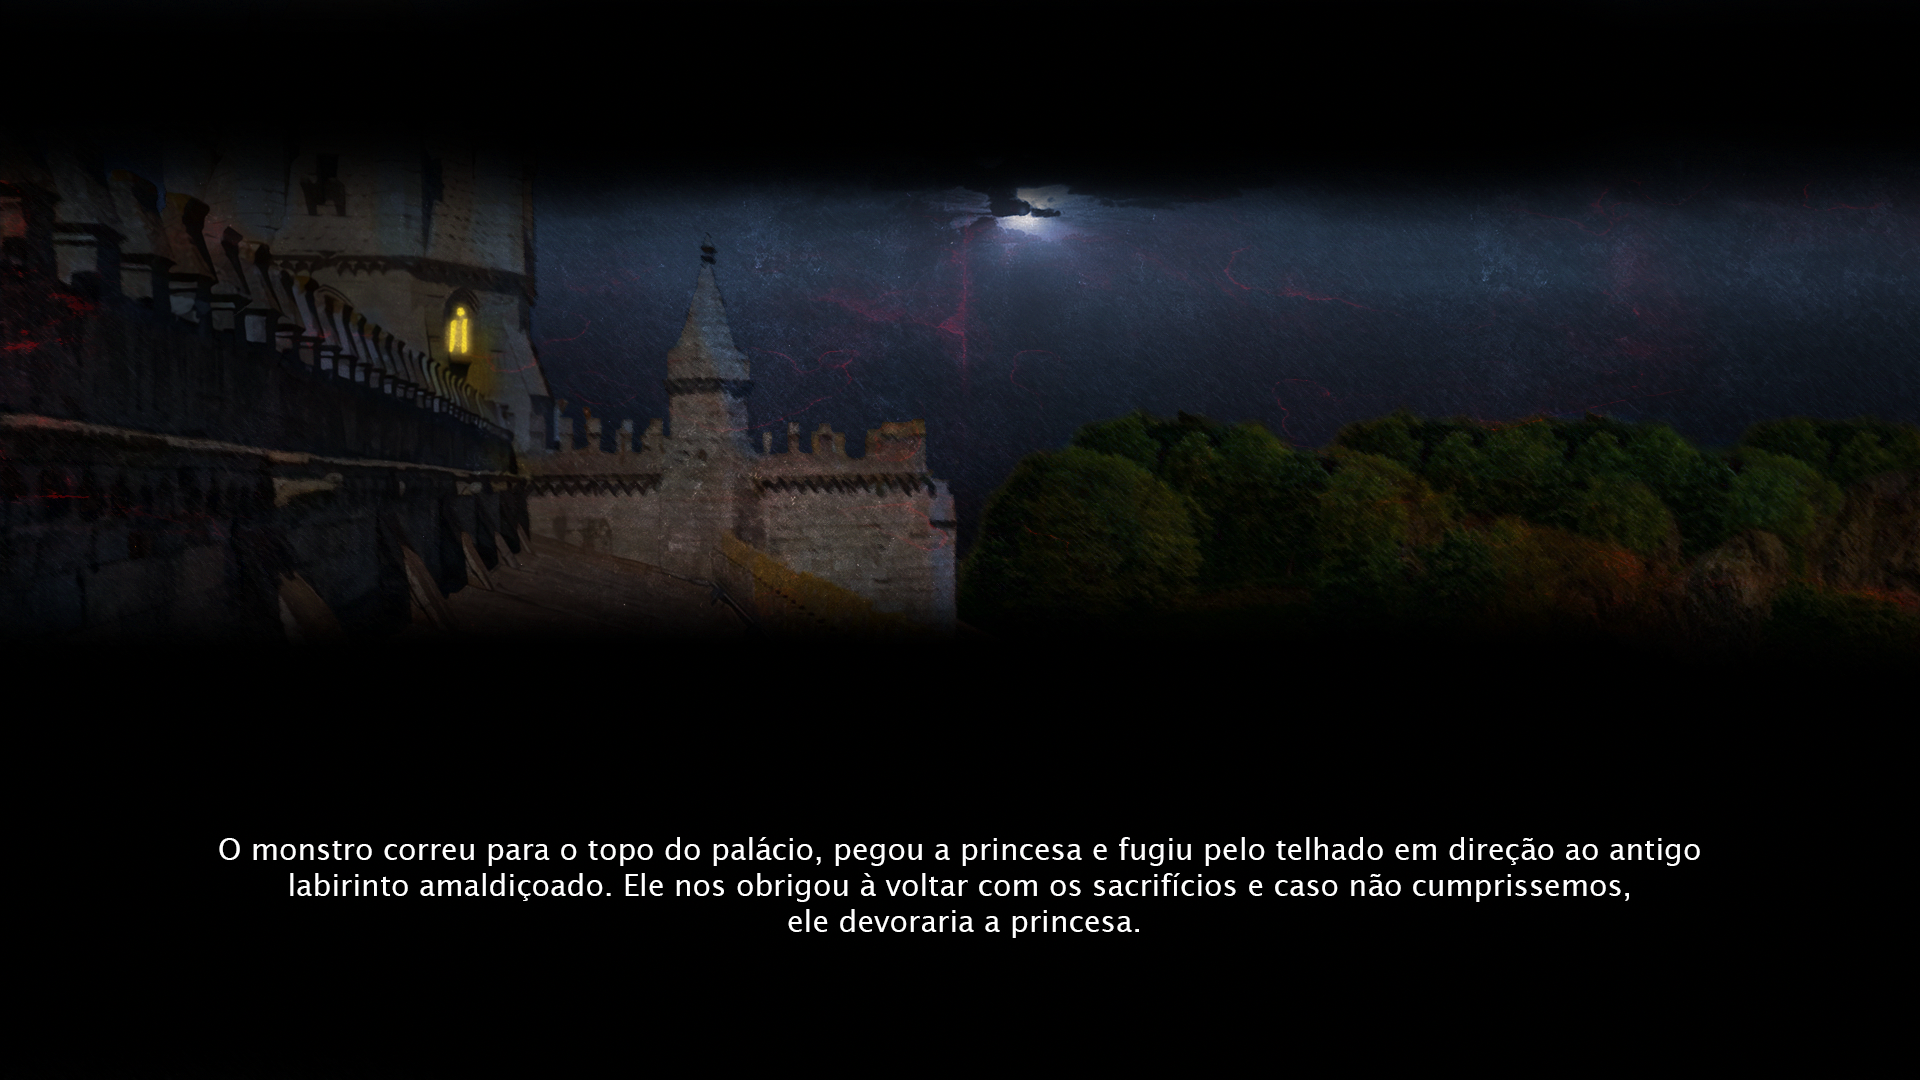 O monstro correu para o topo do palácio, pegou a princesa e fugiu pelo telhado em direção ao antigo
labirinto amaldiçoado. Ele nos obrigou à voltar com os sacrifícios e caso não cumprissemos,
ele devoraria a princesa.